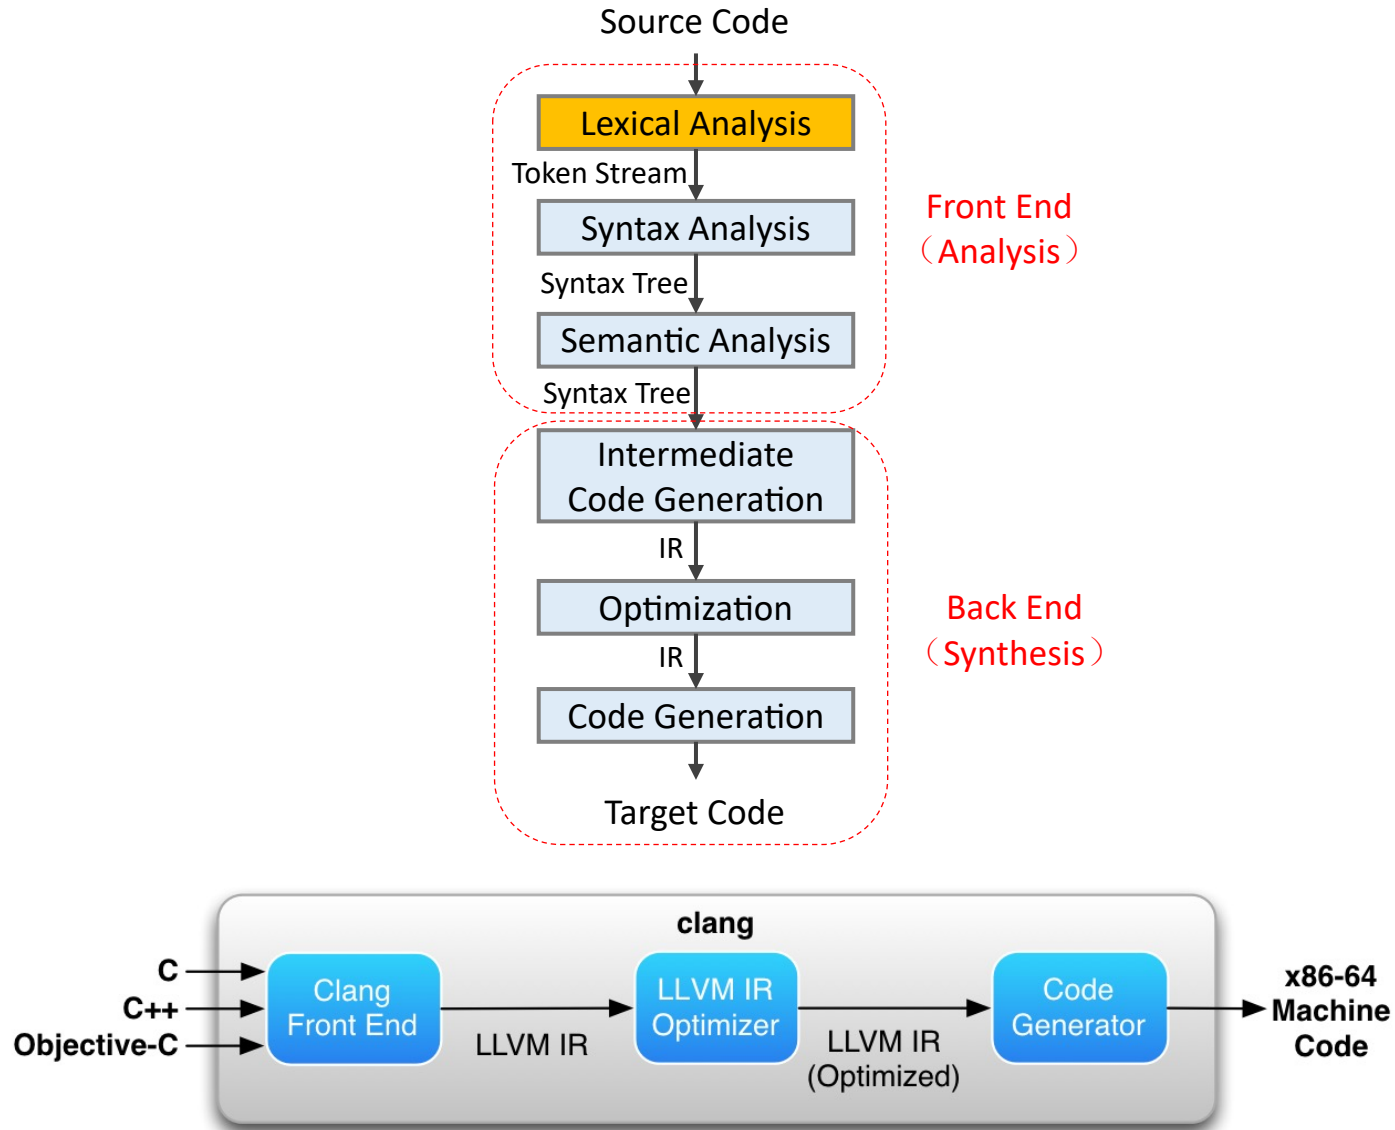 Source Code
Lexical Analysis
Token Stream
Syntax Analysis
Front End
（Analysis）
Syntax Tree
Semantic Analysis
Syntax Tree
Intermediate
Code Generation
IR
Optimization
Back End
（Synthesis）
IR
Code Generation
Target Code
clang
C
C++
Objective-C
Clang
Front End
LLVM IR
LLVM IR
Optimizer
LLVM IR
(Optimized)
Code
Generator
x86-64
Machine
Code